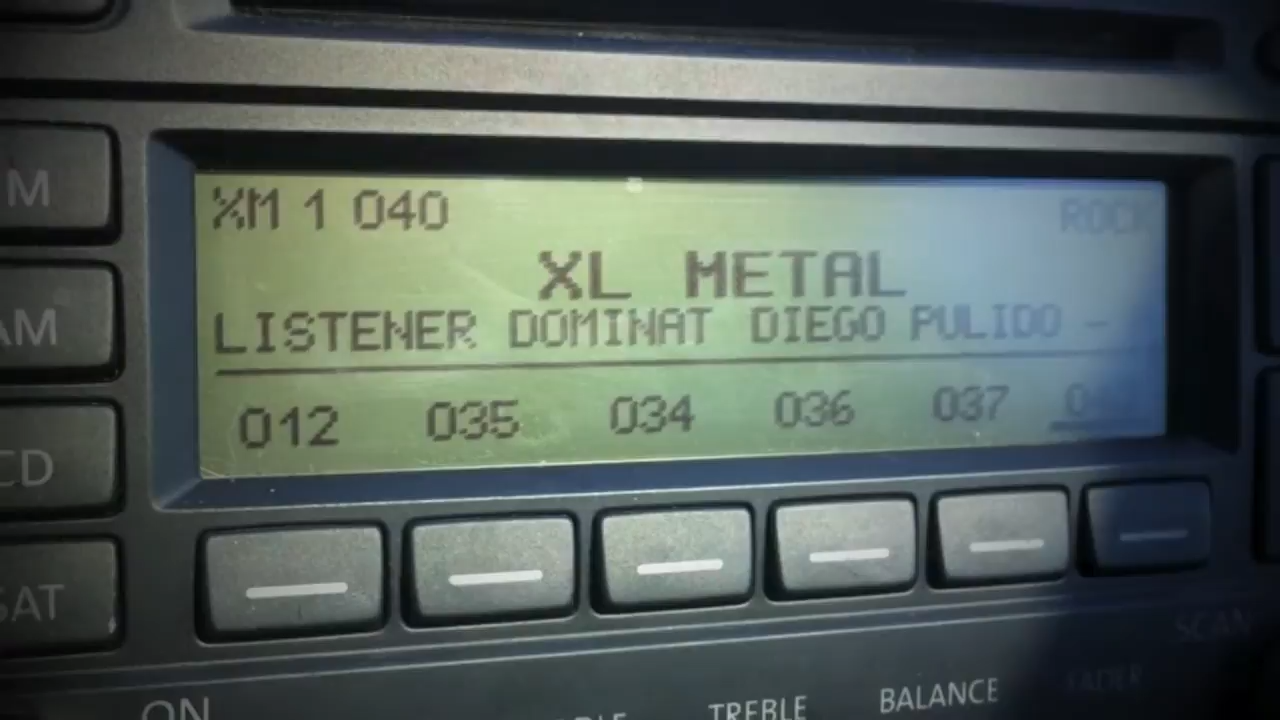 XM 1 040 ROCK
XL METAL
LISTENER DOMINAT DIEGO PULIDO -
012 035 034 036 037
M
AM
CD
SAT
SCAN
ON TREBLE BALANCE FADER